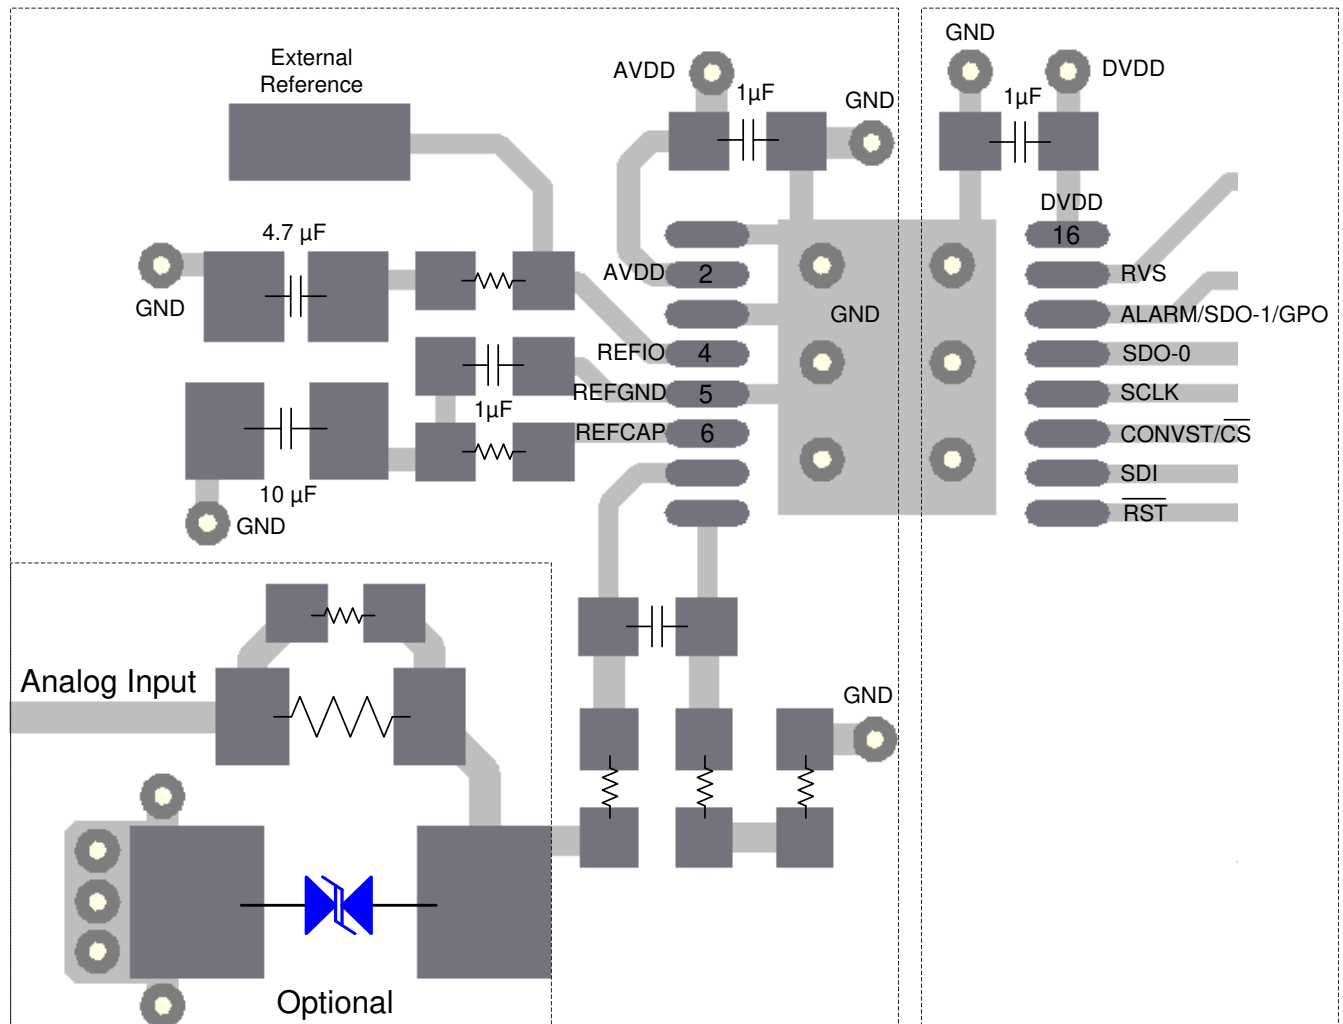 External
Reference
AVDD
1µF
GND
GND
1µF
DVDD
4.7 µF
GND
AVDD
2
GND
REFIO
4
REFGND
5
1µF
REFCAP
6
10 µF
GND
DVDD
16
RVS
ALARM/SDO-1/GPO
SDO-0
SCLK
CONVST/C̅S̅
SDI
R̅S̅T̅
Analog Input
GND
Optional